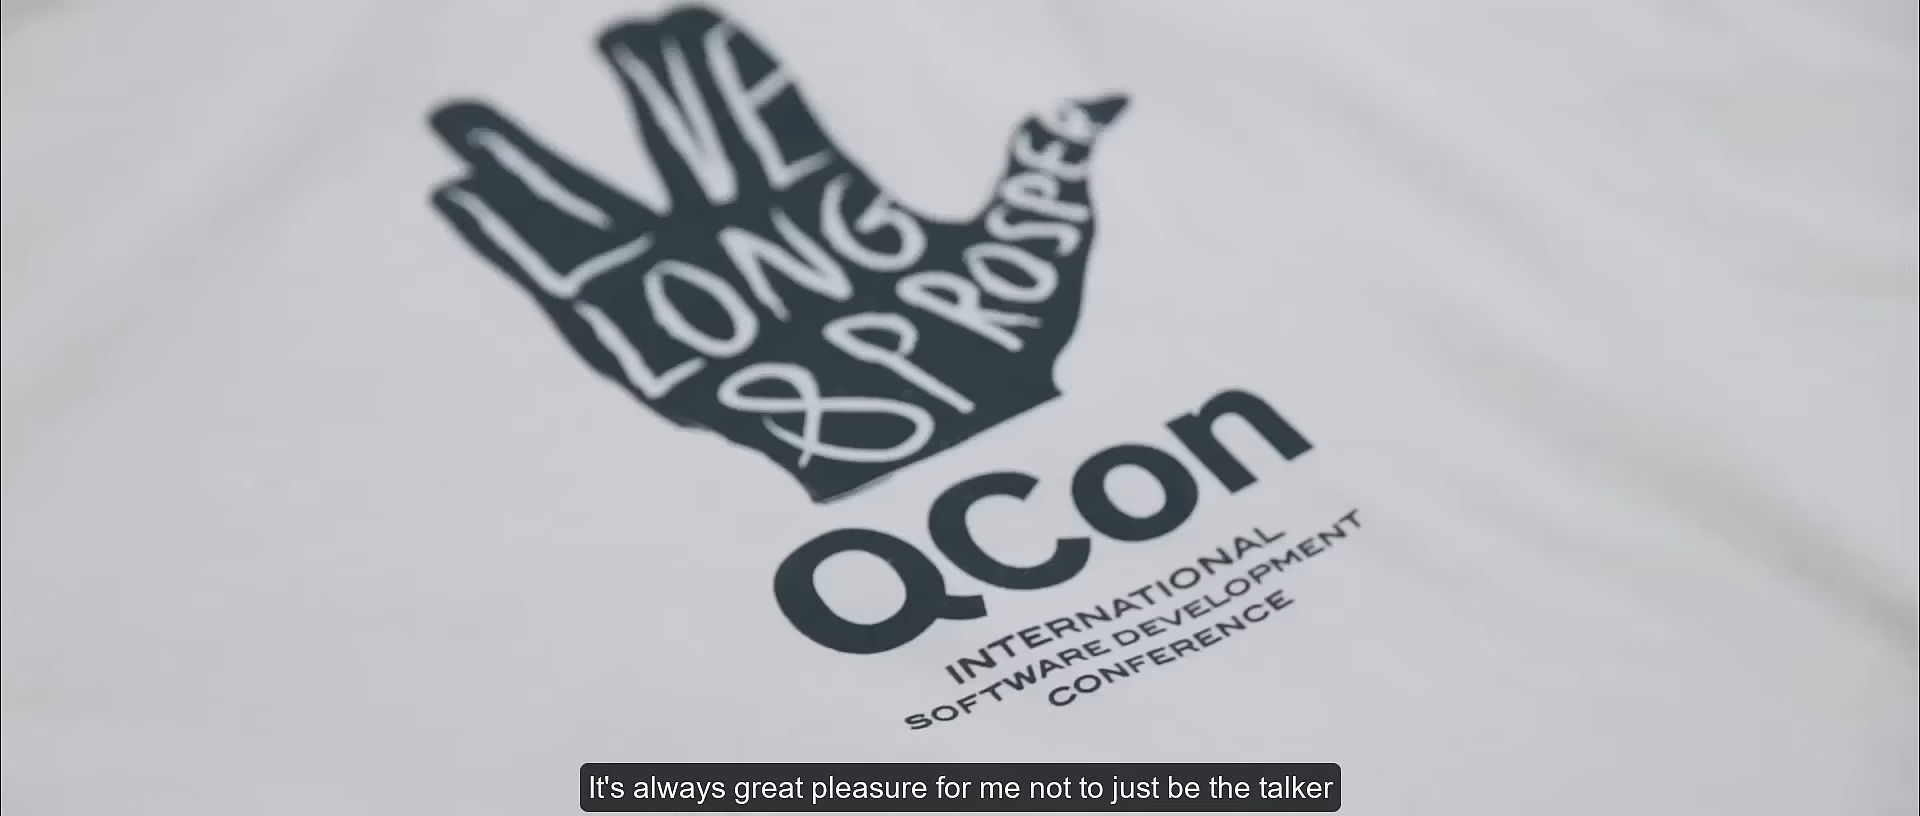 LIVE
LONG
& PROSPER
QCon
INTERNATIONAL
SOFTWARE DEVELOPMENT
CONFERENCE
It's always great pleasure for me not to just be the talker